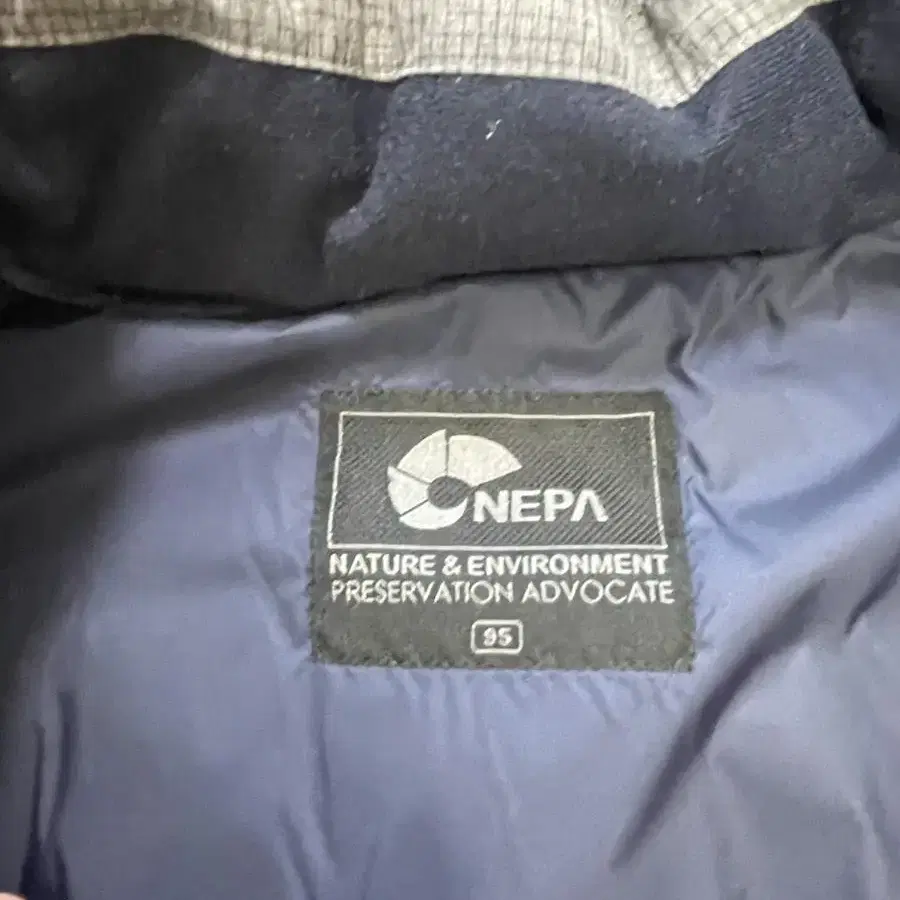 NEPA
NATURE & ENVIRONMENT
PRESERVATION ADVOCATE
95